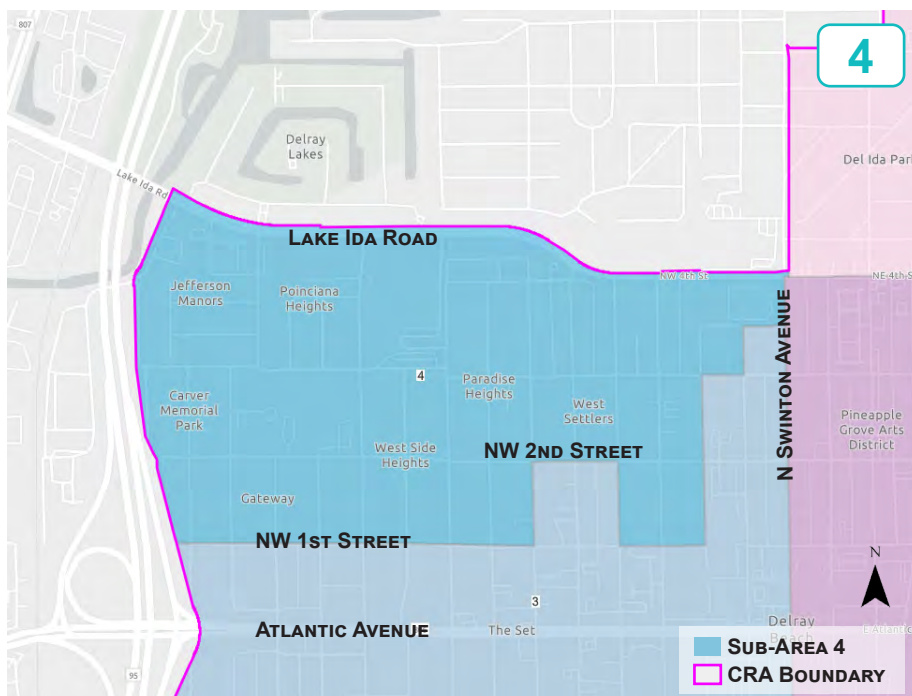 807
4
Delray
Lakes
Del Ida Park
Lake Ida Rd
LAKE IDA ROAD
NW 4th St
NE 4th S
Jefferson
Manors
Poinciana
Heights
N SWINTON AVENUE
4
Paradise
Heights
Carver
Memorial
Park
West
Settlers
Pineapple
Grove Arts
District
West Side
Heights
NW 2ND STREET
Gateway
NW 1ST STREET
N
3
ATLANTIC AVENUE
The Set
Delray
Beach
E Atlantic
SUB-AREA 4
CRA BOUNDARY
95